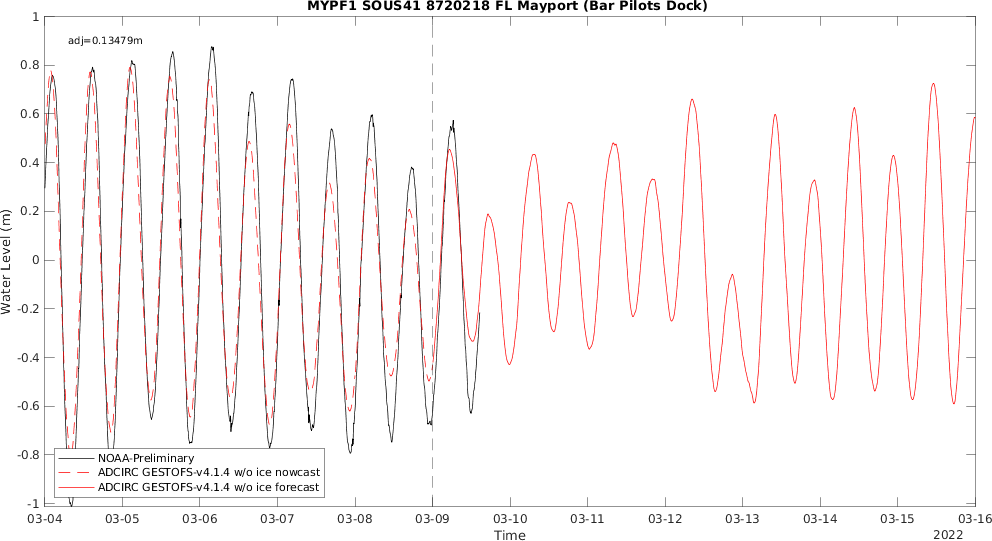 MYPF1 SOUS41 8720218 FL Mayport (Bar Pilots Dock)
adj=0.13479m
Water Level (m)
1
0.8
0.6
0.4
0.2
0
-0.2
-0.4
-0.6
-0.8
-1
NOAA-Preliminary
ADCIRC GESTOFS-v4.1.4 w/o ice nowcast
ADCIRC GESTOFS-v4.1.4 w/o ice forecast
03-04 03-05 03-06 03-07 03-08 03-09 03-10 03-11 03-12 03-13 03-14 03-15 03-16
Time
2022